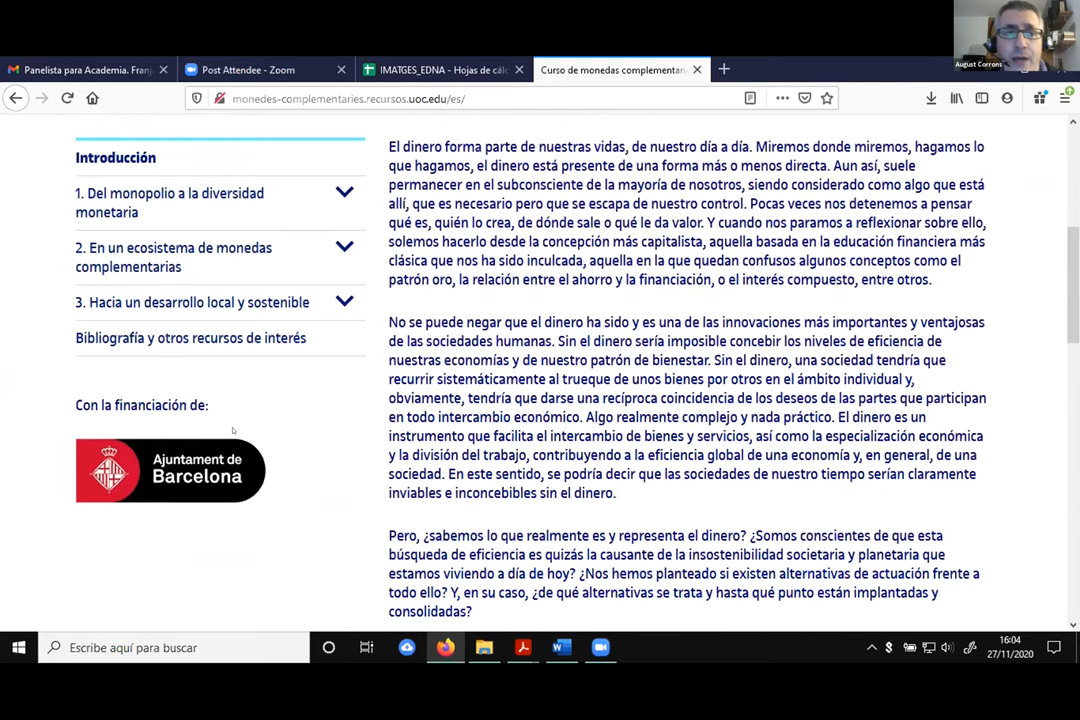 August Corrons
Panelista para Academia. Franj
Post Attendee - Zoom
IMATGES_EDNA - Hojas de cálc
Curso de monedas complementari
monedes-complementaries.recursos.uoc.edu/es/
Introducción
1. Del monopolio a la diversidad
monetaria
2. En un ecosistema de monedas
complementarias
3. Hacia un desarrollo local y sostenible
Bibliografía y otros recursos de interés
Con la financiación de:
Ajuntament de
Barcelona
El dinero forma parte de nuestras vidas, de nuestro día a día. Miremos donde miremos, hagamos lo
que hagamos, el dinero está presente de una forma más o menos directa. Aun así, suele
permanecer en el subconsciente de la mayoría de nosotros, siendo considerado como algo que está
allí, que es necesario pero que se escapa de nuestro control. Pocas veces nos detenemos a pensar
qué es, quién lo crea, de dónde sale o qué le da valor. Y cuando nos paramos a reflexionar sobre ello,
solemos hacerlo desde la concepción más capitalista, aquella basada en la educación financiera más
clásica que nos ha sido inculcada, aquella en la que quedan confusos algunos conceptos como el
patrón oro, la relación entre el ahorro y la financiación, o el interés compuesto, entre otros.
No se puede negar que el dinero ha sido y es una de las innovaciones más importantes y ventajosas
de las sociedades humanas. Sin el dinero sería imposible concebir los niveles de eficiencia de
nuestras economías y de nuestro patrón de bienestar. Sin el dinero, una sociedad tendría que
recurrir sistemáticamente al trueque de unos bienes por otros en el ámbito individual y,
obviamente, tendría que darse una recíproca coincidencia de los deseos de las partes que participan
en todo intercambio económico. Algo realmente complejo y nada práctico. El dinero es un
instrumento que facilita el intercambio de bienes y servicios, así como la especialización económica
y la división del trabajo, contribuyendo a la eficiencia global de una economía y, en general, de una
sociedad. En este sentido, se podría decir que las sociedades de nuestro tiempo serían claramente
inviables e inconcebibles sin el dinero.
Pero, ¿sabemos lo que realmente es y representa el dinero? ¿Somos conscientes de que esta
búsqueda de eficiencia es quizás la causante de la insostenibilidad societaria y planetaria que
estamos viviendo a día de hoy? ¿Nos hemos planteado si existen alternativas de actuación frente a
todo ello? Y, en su caso, ¿de qué alternativas se trata y hasta qué punto están implantadas y
consolidadas?
Escribe aquí para buscar
16:04
27/11/2020